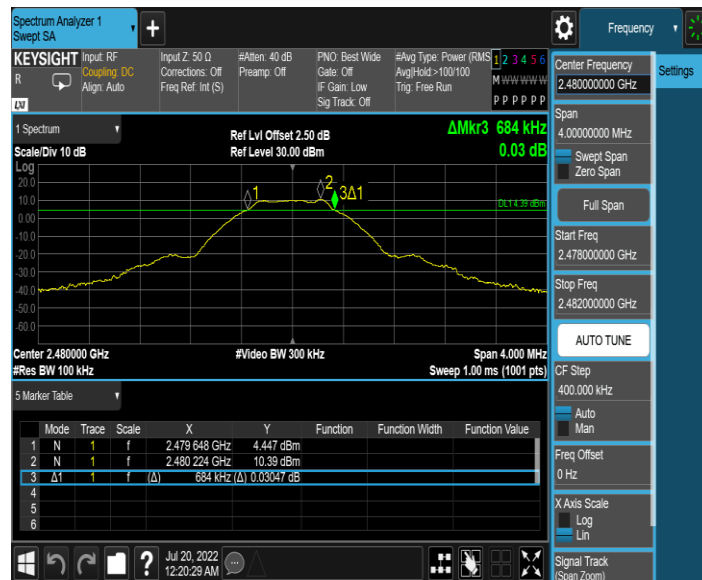 Spectrum Analyzer 1
Swept SA
+
Frequency
KEYSIGHT
R
LXI
Input: RF
Coupling: DC
Align: Auto
Input Z: 50 Ω
Corrections: Off
Freq Ref: Int (S)
#Atten: 40 dB
Preamp: Off
PNO: Best Wide
Gate: Off
IF Gain: Low
Sig Track: Off
#Avg Type: Power (RMS
Avg|Hold:>100/100
Trig: Free Run
1 2 3 4 5 6
M W W W W W
P P P P P P
Center Frequency
2.480000000 GHz
Settings
Span
4.00000000 MHz
Swept Span
Zero Span
Full Span
Start Freq
2.478000000 GHz
Stop Freq
2.482000000 GHz
AUTO TUNE
CF Step
400.000 kHz
Auto
Man
Freq Offset
0 Hz
X Axis Scale
Log
Lin
Signal Track
(Span Zoom)
1 Spectrum
Scale/Div 10 dB
Log
Ref Lvl Offset 2.50 dB
Ref Level 30.00 dBm
ΔMkr3 684 kHz
0.03 dB
20.0
10.0
0.00
-10.0
-20.0
-30.0
-40.0
-50.0
-60.0
1
2
3Δ1
DL1 4.39 dBm
Center 2.480000 GHz
#Video BW 300 kHz
Span 4.000 MHz
#Res BW 100 kHz
Sweep 1.00 ms (1001 pts)
5 Marker Table
Mode Trace Scale X Y Function Function Width Function Value
1 N 1 f 2.479 648 GHz 4.447 dBm
2 N 1 f 2.480 224 GHz 10.39 dBm
3 Δ1 1 f (Δ) 684 kHz (Δ) 0.03047 dB
4
5
6
?
Jul 20, 2022
12:20:29 AM